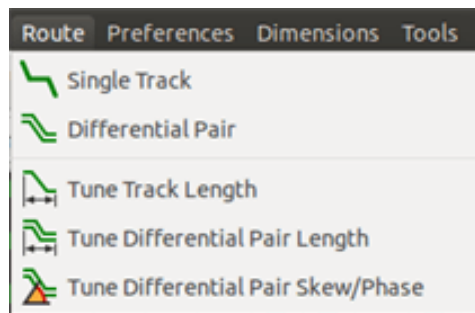 Route Preferences Dimensions Tools
Single Track
Differential Pair
Tune Track Length
Tune Differential Pair Length
Tune Differential Pair Skew/Phase